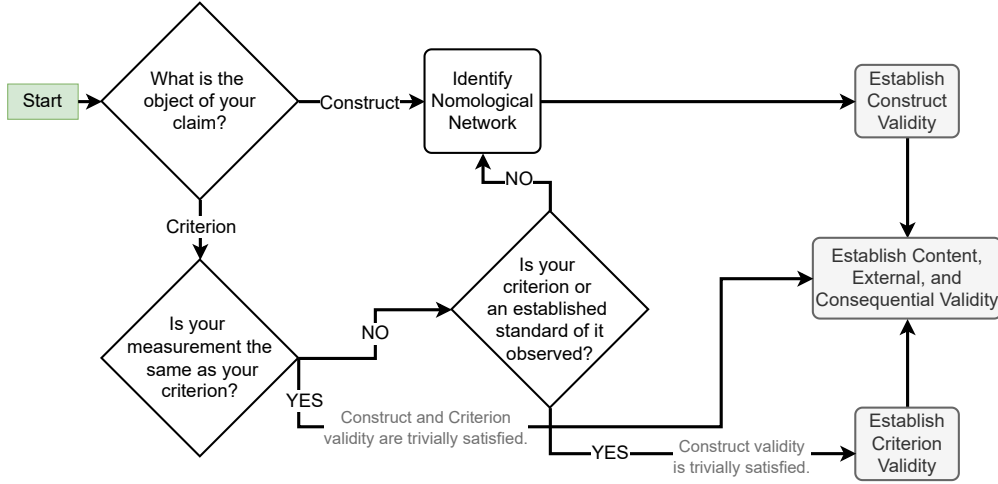 Start
What is the
object of your
claim?
Construct
Identify
Nomological
Network
Establish
Construct
Validity
Criterion
NO
Is your
measurement the
same as your
criterion?
NO
Is your
criterion or
an established
standard of it
observed?
Establish Content,
External, and
Consequential Validity
YES
Construct and Criterion
validity are trivially satisfied.
YES
Construct validity
is trivially satisfied.
Establish
Criterion
Validity